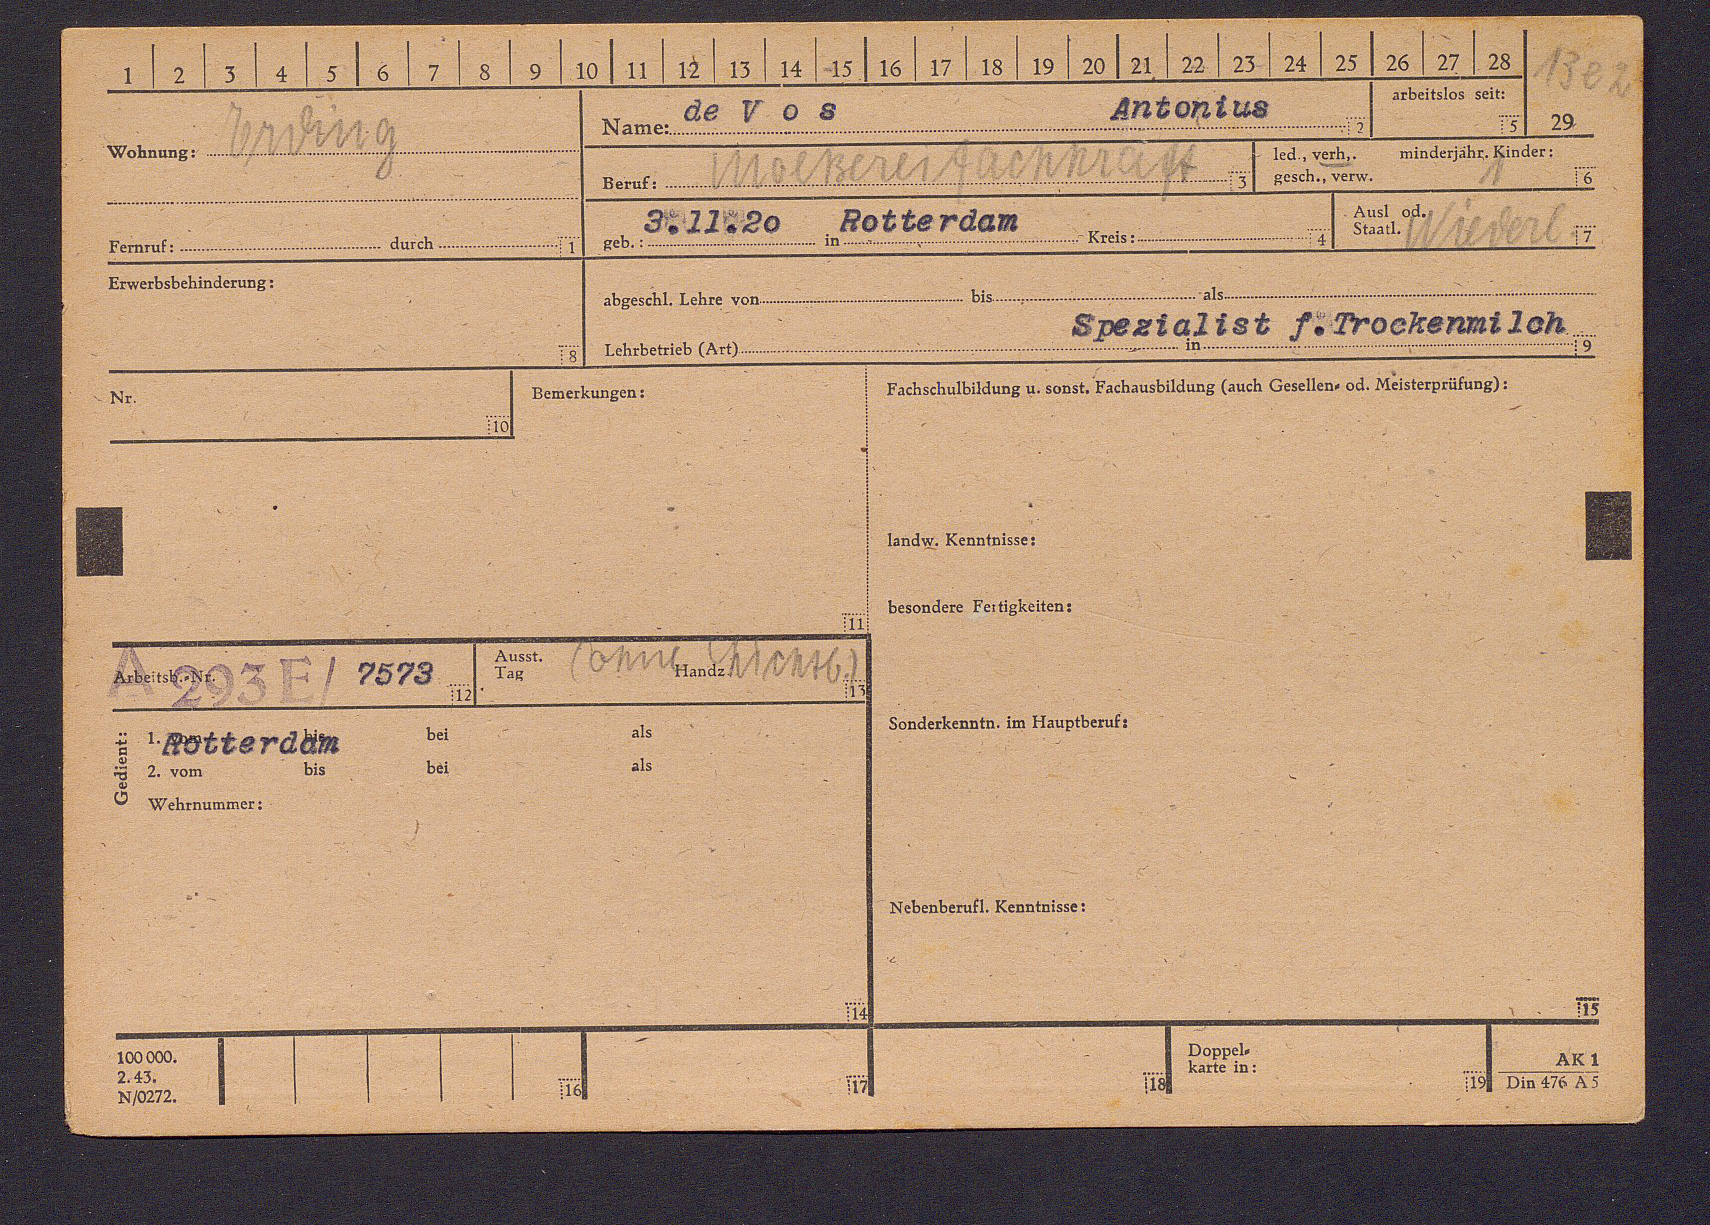 1 2 3 4 5 6 7 8 9 10 11 12 13 14 15 16 17 18 19 20 21 22 23 24 25 26 27 28 13e2
Wohnung: Erding
Name: de V o s Antonius 2
arbeitslos seit: 5
29
Beruf: Molkereifachkraft 3
led., verh., minderjähr. Kinder: 1
gesch., verw. 6
Fernruf: durch 1
geb.: 3.11.20 in Rotterdam Kreis: 4
Ausl od.
Staatl. Niederl 7
Erwerbsbehinderung: 8
abgeschl. Lehre von bis als
Spezialist f. Trockenmilch
Lehrbetrieb (Art) in 9
Nr. 10
Bemerkungen:
11
Fachschulbildung u. sonst. Fachausbildung (auch Gesellen- od. Meisterprüfung):
landw. Kenntnisse:
besondere Fertigkeiten:
Sonderkenntn. im Hauptberuf:
Nebenberufl. Kenntnisse:
15
Arbeitsb.-Nr. A 293 E/ 7573 12
Ausst.
Tag (ohne Lichtb.) Handz 13
Gedient:
1. vom bis bei als
Rotterdam
2. vom bis bei als
Wehrnummer:
14
100 000.
2. 43.
N/0272.
16 17 18
Doppel-
karte in: 19
AK 1
Din 476 A 5